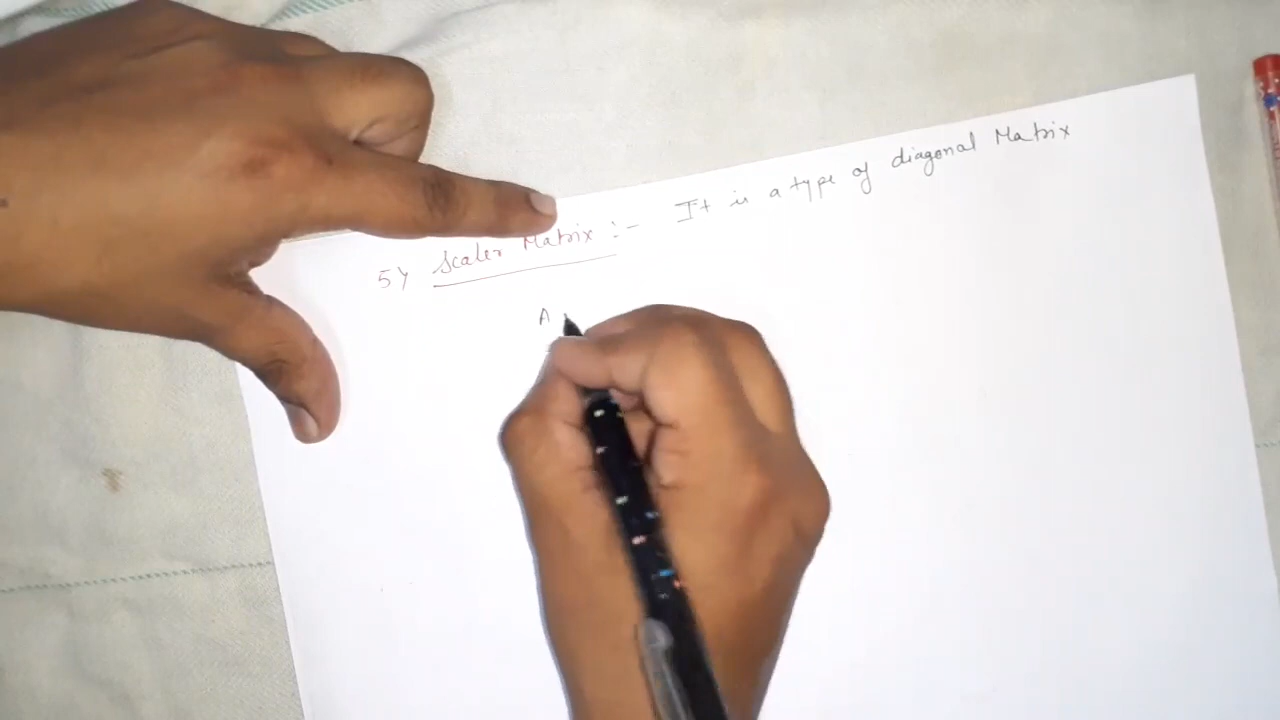 5) Scaler Matrix :- It is a type of diagonal Matrix
A